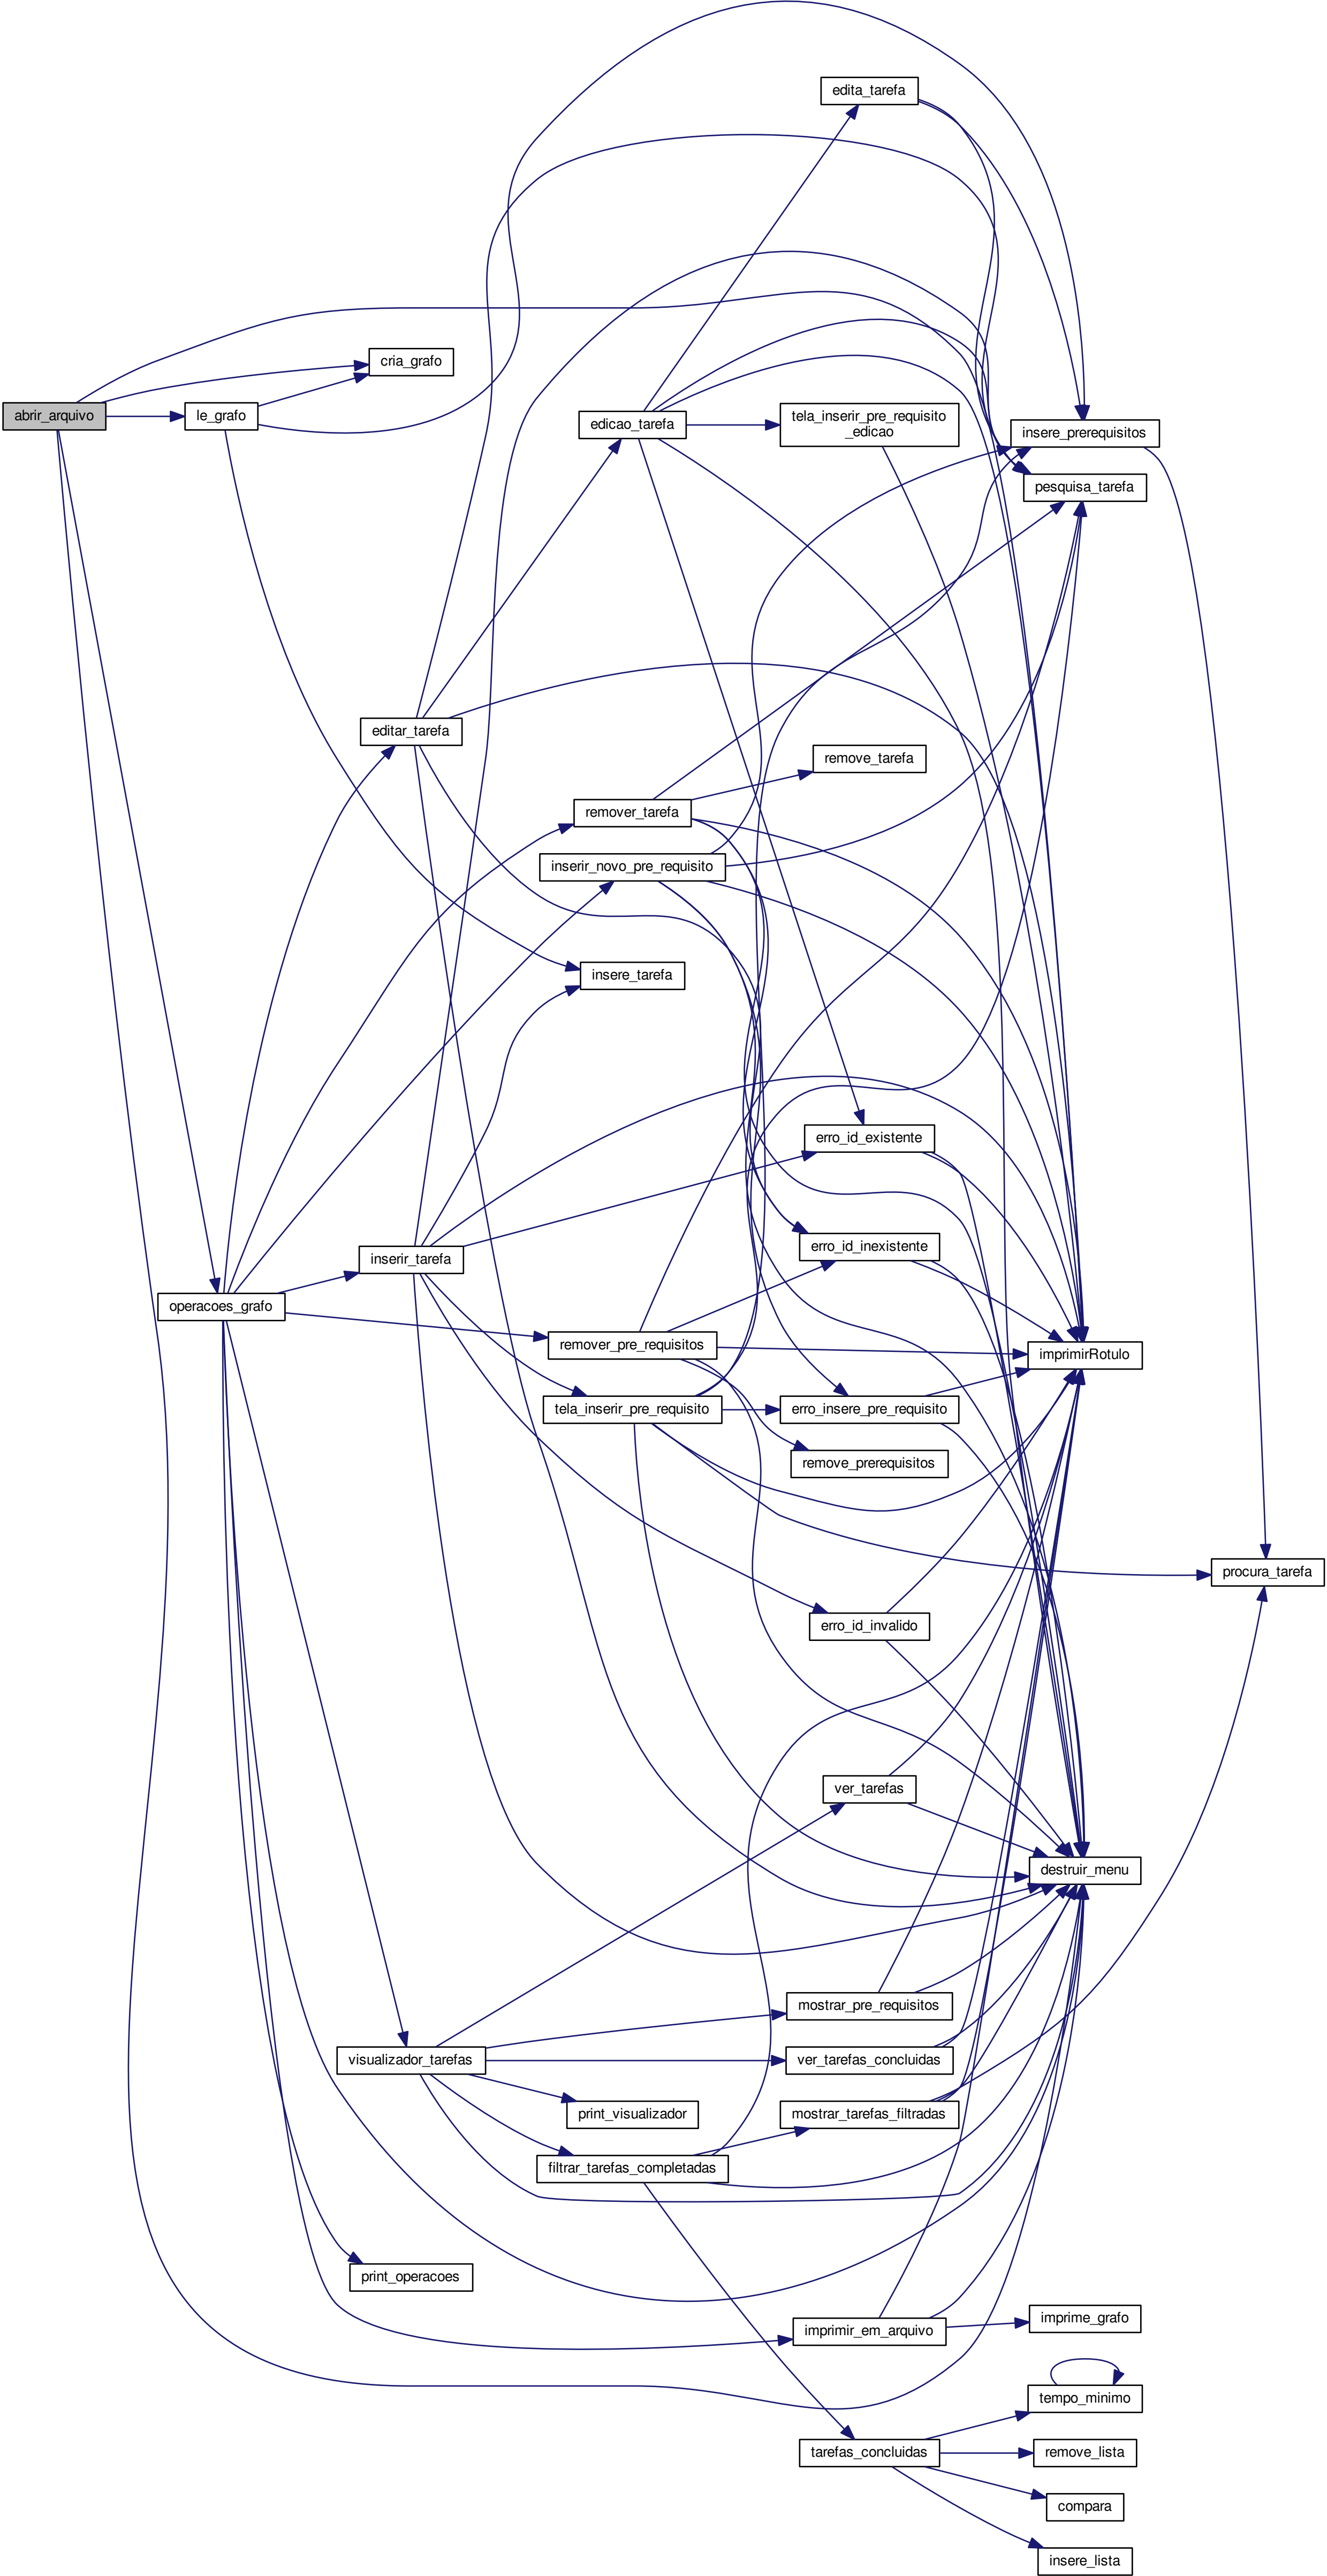 edita_tarefa
cria_grafo
abrir_arquivo
le_grafo
edicao_tarefa
tela_inserir_pre_requisito
_edicao
insere_prerequisitos
pesquisa_tarefa
editar_tarefa
remove_tarefa
remover_tarefa
inserir_novo_pre_requisito
insere_tarefa
erro_id_existente
erro_id_inexistente
inserir_tarefa
operacoes_grafo
remover_pre_requisitos
imprimirRotulo
tela_inserir_pre_requisito
erro_insere_pre_requisito
remove_prerequisitos
procura_tarefa
erro_id_invalido
ver_tarefas
destruir_menu
mostrar_pre_requisitos
visualizador_tarefas
ver_tarefas_concluidas
print_visualizador
mostrar_tarefas_filtradas
filtrar_tarefas_completadas
print_operacoes
imprimir_em_arquivo
imprime_grafo
tempo_minimo
tarefas_concluidas
remove_lista
compara
insere_lista